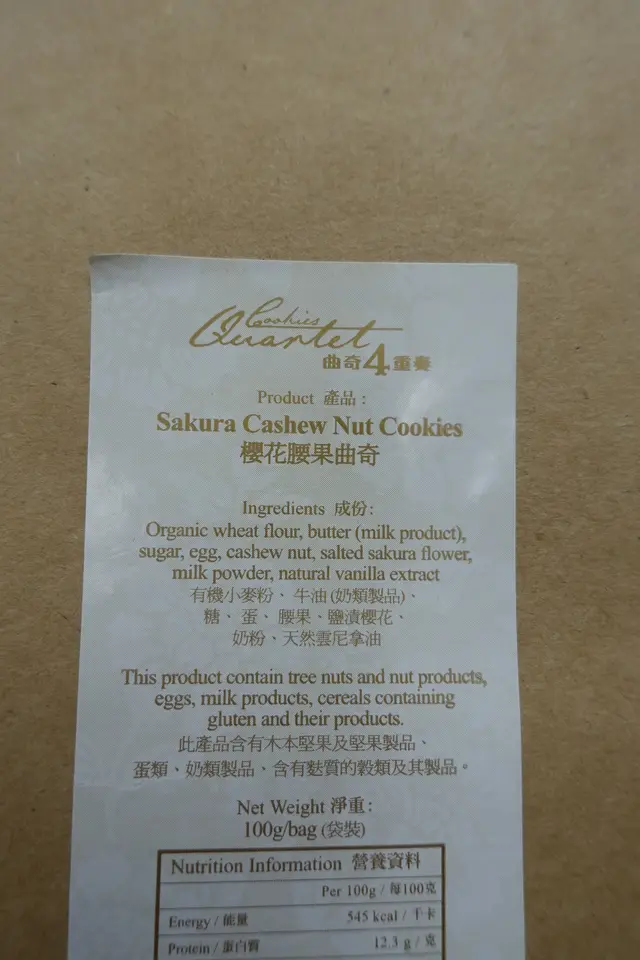 Cookies
Quartet
曲奇4重奏
Product 產品：
Sakura Cashew Nut Cookies
櫻花腰果曲奇
Ingredients 成份：
Organic wheat flour, butter (milk product),
sugar, egg, cashew nut, salted sakura flower,
milk powder, natural vanilla extract
有機小麥粉、牛油(奶類製品)、
糖、蛋、腰果、鹽漬櫻花、
奶粉、天然雲尼拿油
This product contain tree nuts and nut products,
eggs, milk products, cereals containing
gluten and their products.
此產品含有木本堅果及堅果製品、
蛋類、奶類製品、含有麩質的穀類及其製品。
Net Weight 淨重：
100g/bag (袋裝)
Nutrition Information 營養資料
Per 100g / 每100克
Energy / 能量 545 kcal / 千卡
Protein / 蛋白質 12.3 g / 克